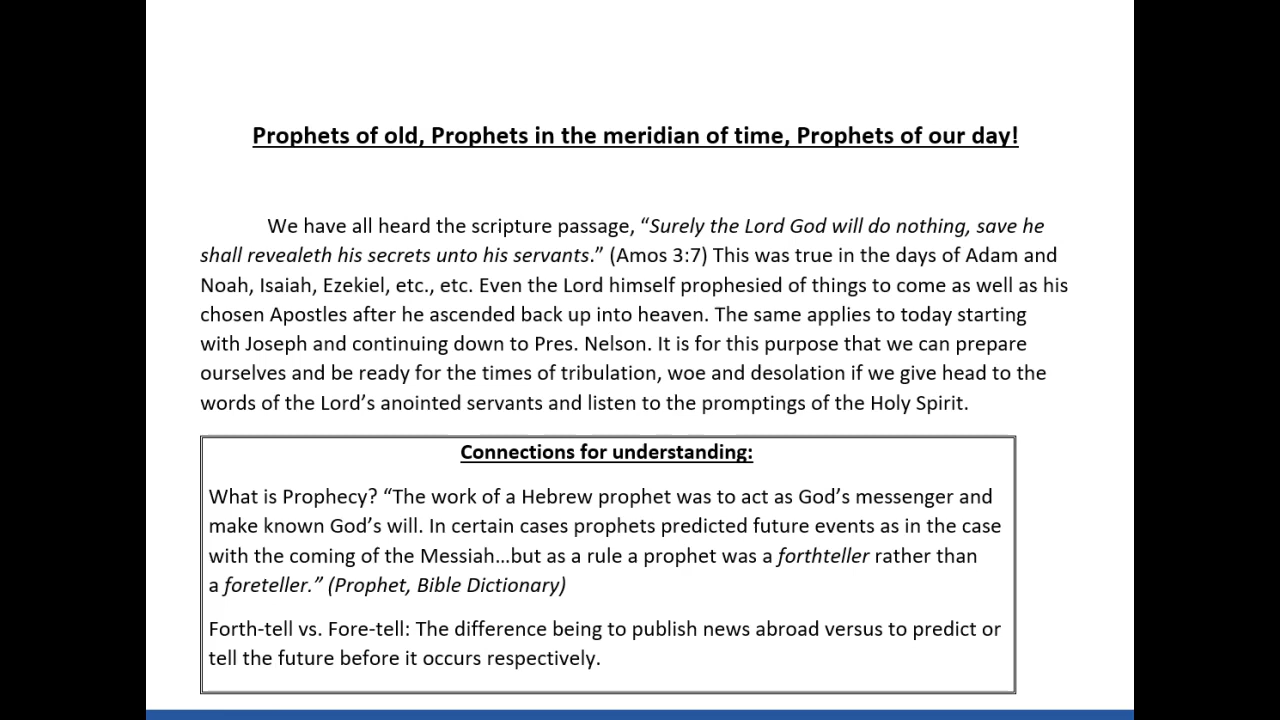 Prophets of old, Prophets in the meridian of time, Prophets of our day!
We have all heard the scripture passage, “Surely the Lord God will do nothing, save he
shall revealeth his secrets unto his servants.” (Amos 3:7) This was true in the days of Adam and
Noah, Isaiah, Ezekiel, etc., etc. Even the Lord himself prophesied of things to come as well as his
chosen Apostles after he ascended back up into heaven. The same applies to today starting
with Joseph and continuing down to Pres. Nelson. It is for this purpose that we can prepare
ourselves and be ready for the times of tribulation, woe and desolation if we give head to the
words of the Lord’s anointed servants and listen to the promptings of the Holy Spirit.
Connections for understanding:
What is Prophecy? “The work of a Hebrew prophet was to act as God’s messenger and
make known God’s will. In certain cases prophets predicted future events as in the case
with the coming of the Messiah…but as a rule a prophet was a forthteller rather than
a foreteller.” (Prophet, Bible Dictionary)
Forth-tell vs. Fore-tell: The difference being to publish news abroad versus to predict or
tell the future before it occurs respectively.